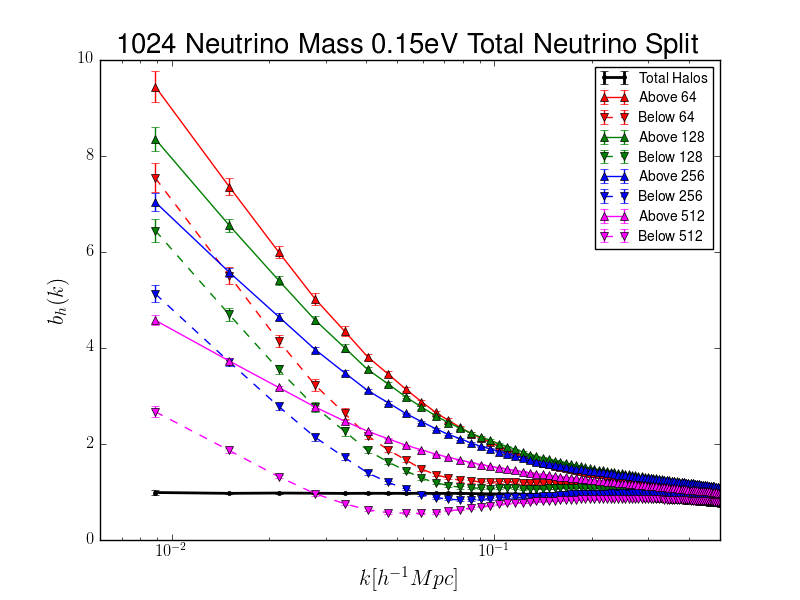 1024 Neutrino Mass 0.15eV Total Neutrino Split
10
8
6
4
2
0
b_h(k)
Total Halos
Above 64
Below 64
Above 128
Below 128
Above 256
Below 256
Above 512
Below 512
10^{-2}
10^{-1}
k[h^{-1}Mpc]